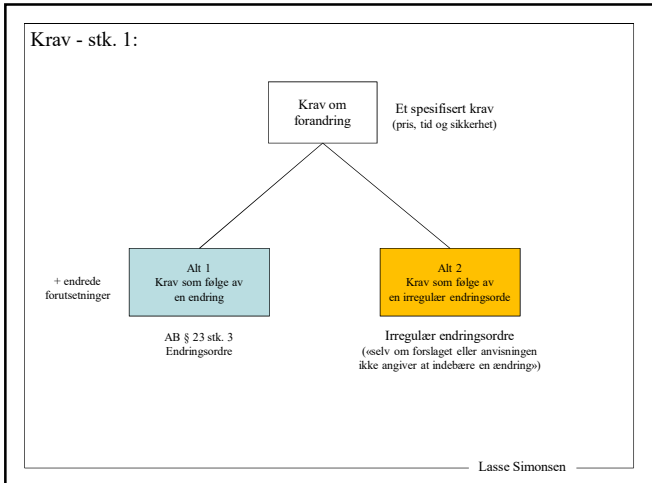 Krav - stk. 1:
Krav om
forandring
Et spesifisert krav
(pris, tid og sikkerhet)
+ endrede
forutsetninger
Alt 1
Krav som følge av
en endring
Alt 2
Krav som følge av
en irregulær endringsorde
AB § 23 stk. 3
Endringsordre
Irregulær endringsordre
(«selv om forslaget eller anvisningen
ikke angiver at indebære en ændring»)
Lasse Simonsen